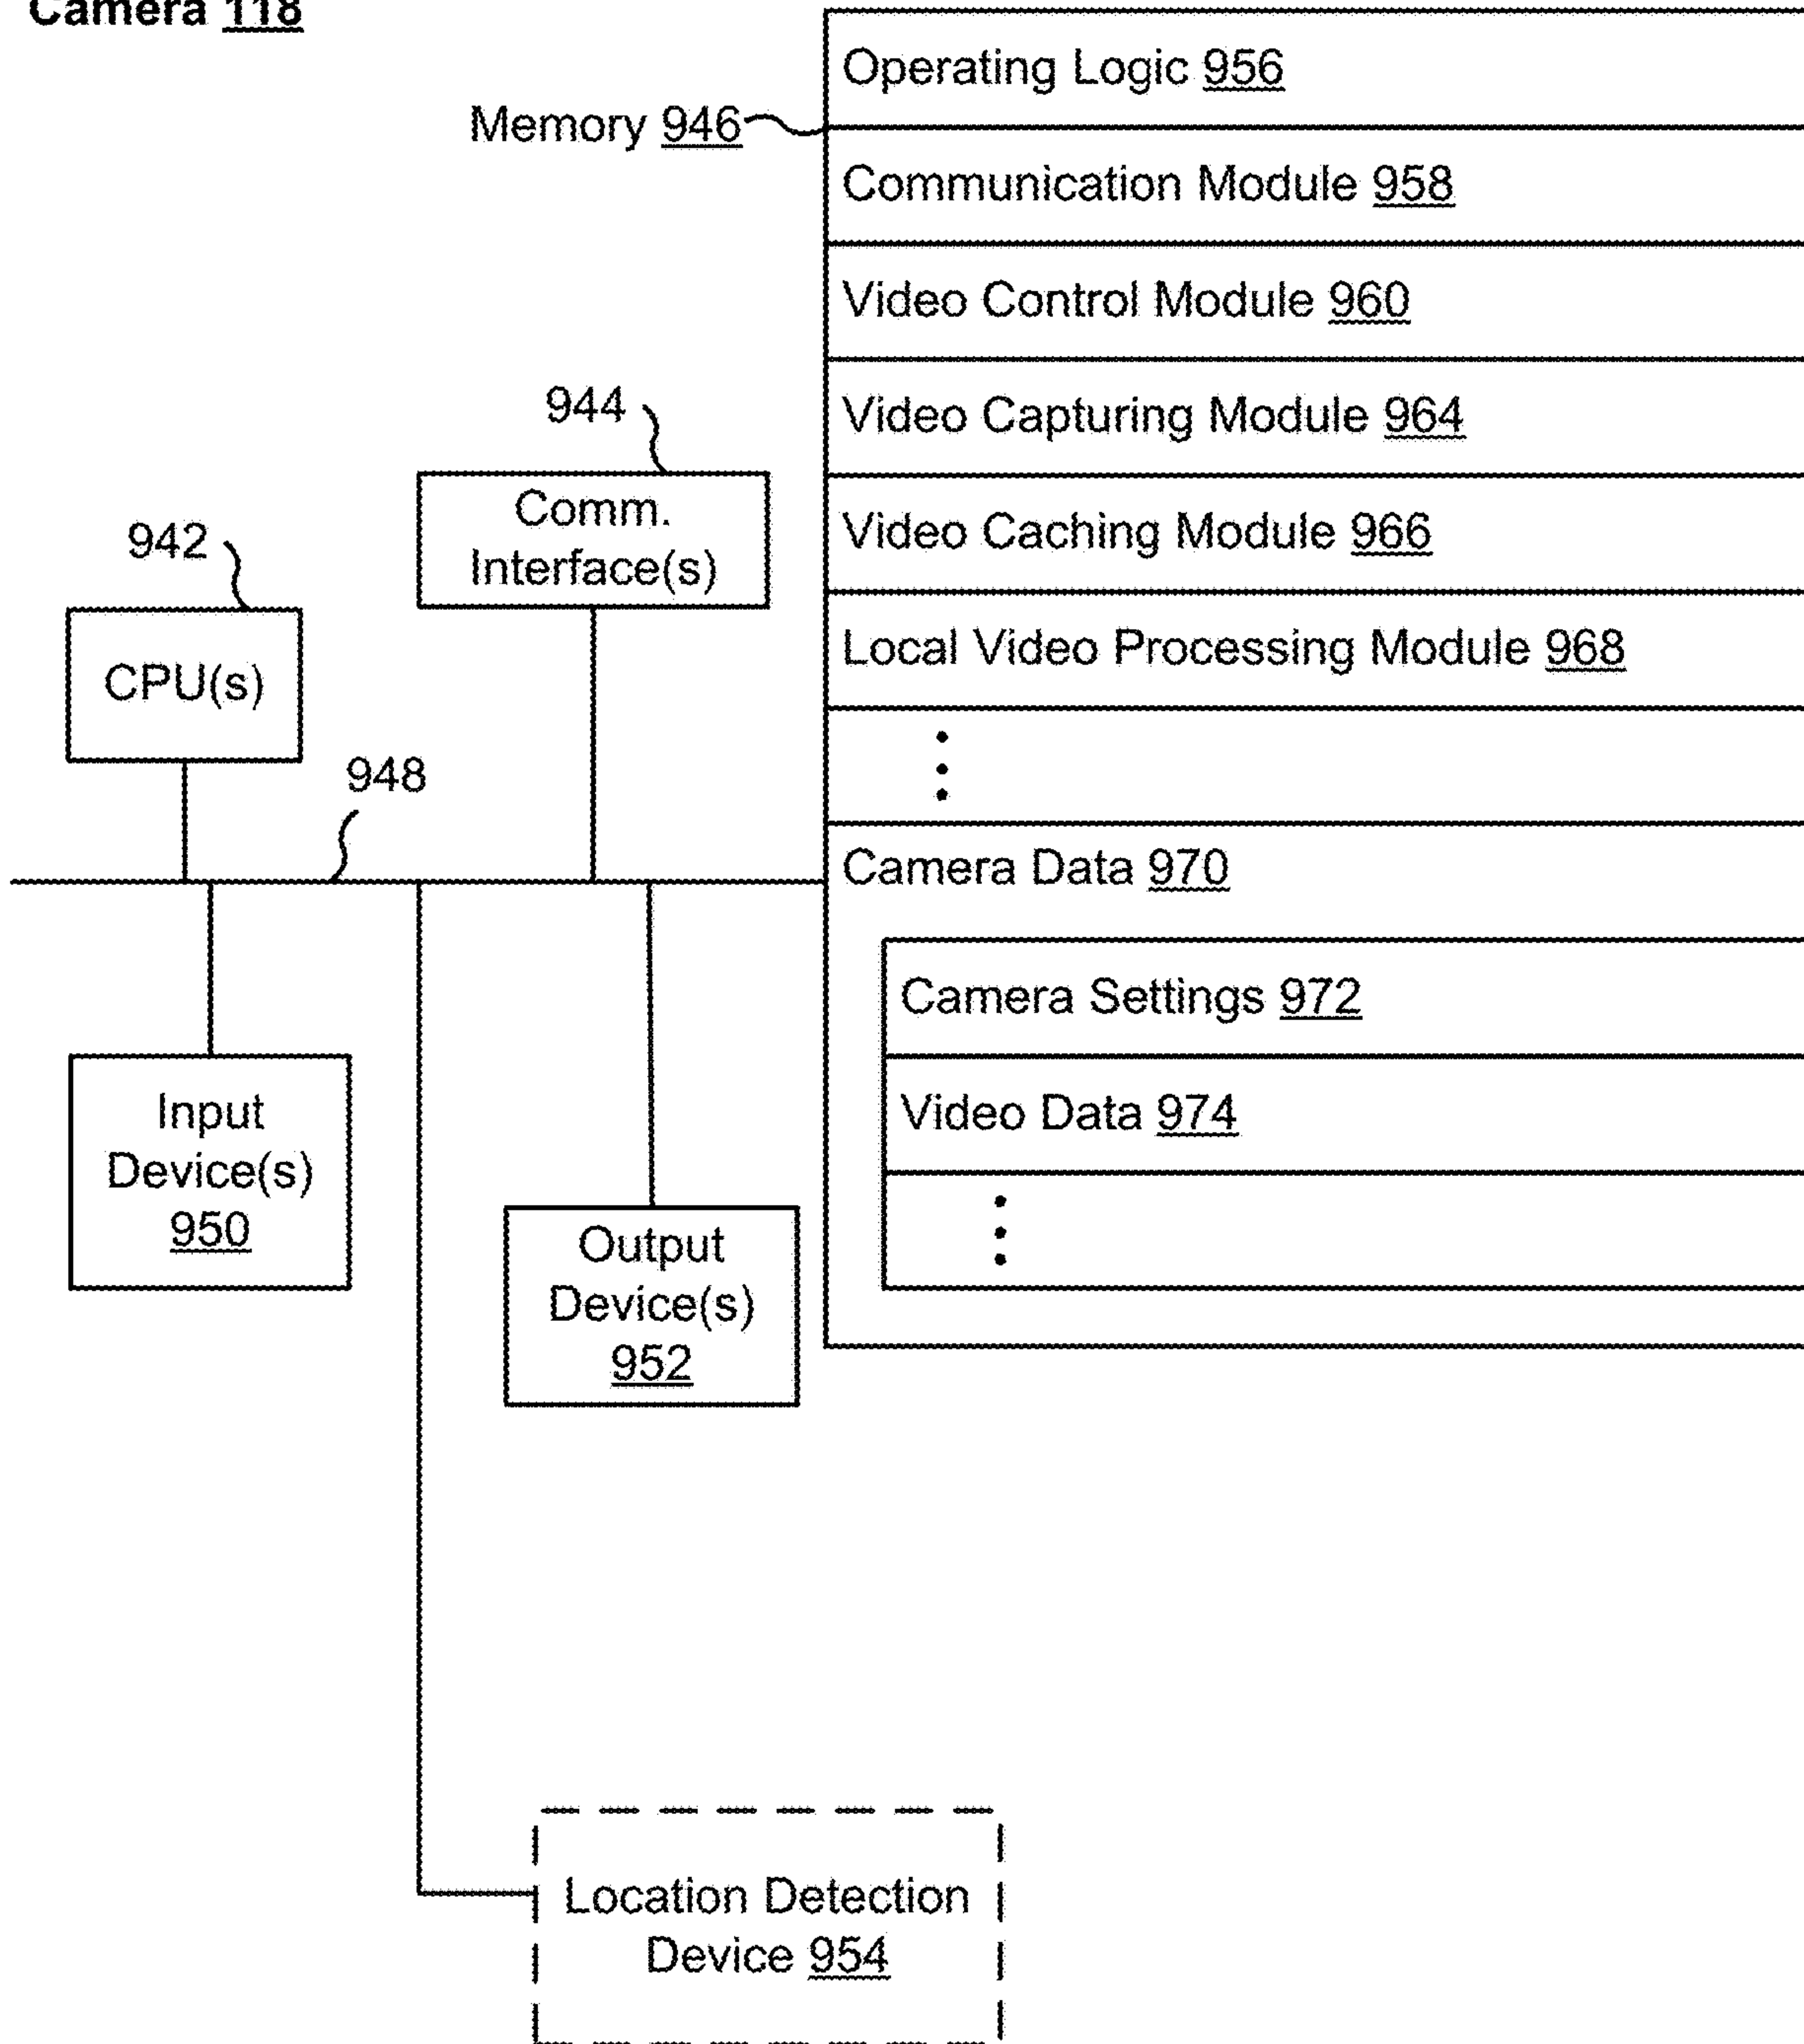 Camera 118
Operating Logic 956
Memory 946
Communication Module 958
Video Control Module 960
944
Video Capturing Module 964
Comm.
Interface(s)
942
Video Caching Module 966
CPU(s)
Local Video Processing Module 968
948
Camera Data 970
Camera Settings 972
Input
Device(s)
950
Video Data 974
Output
Device(s)
952
Location Detection
Device 954